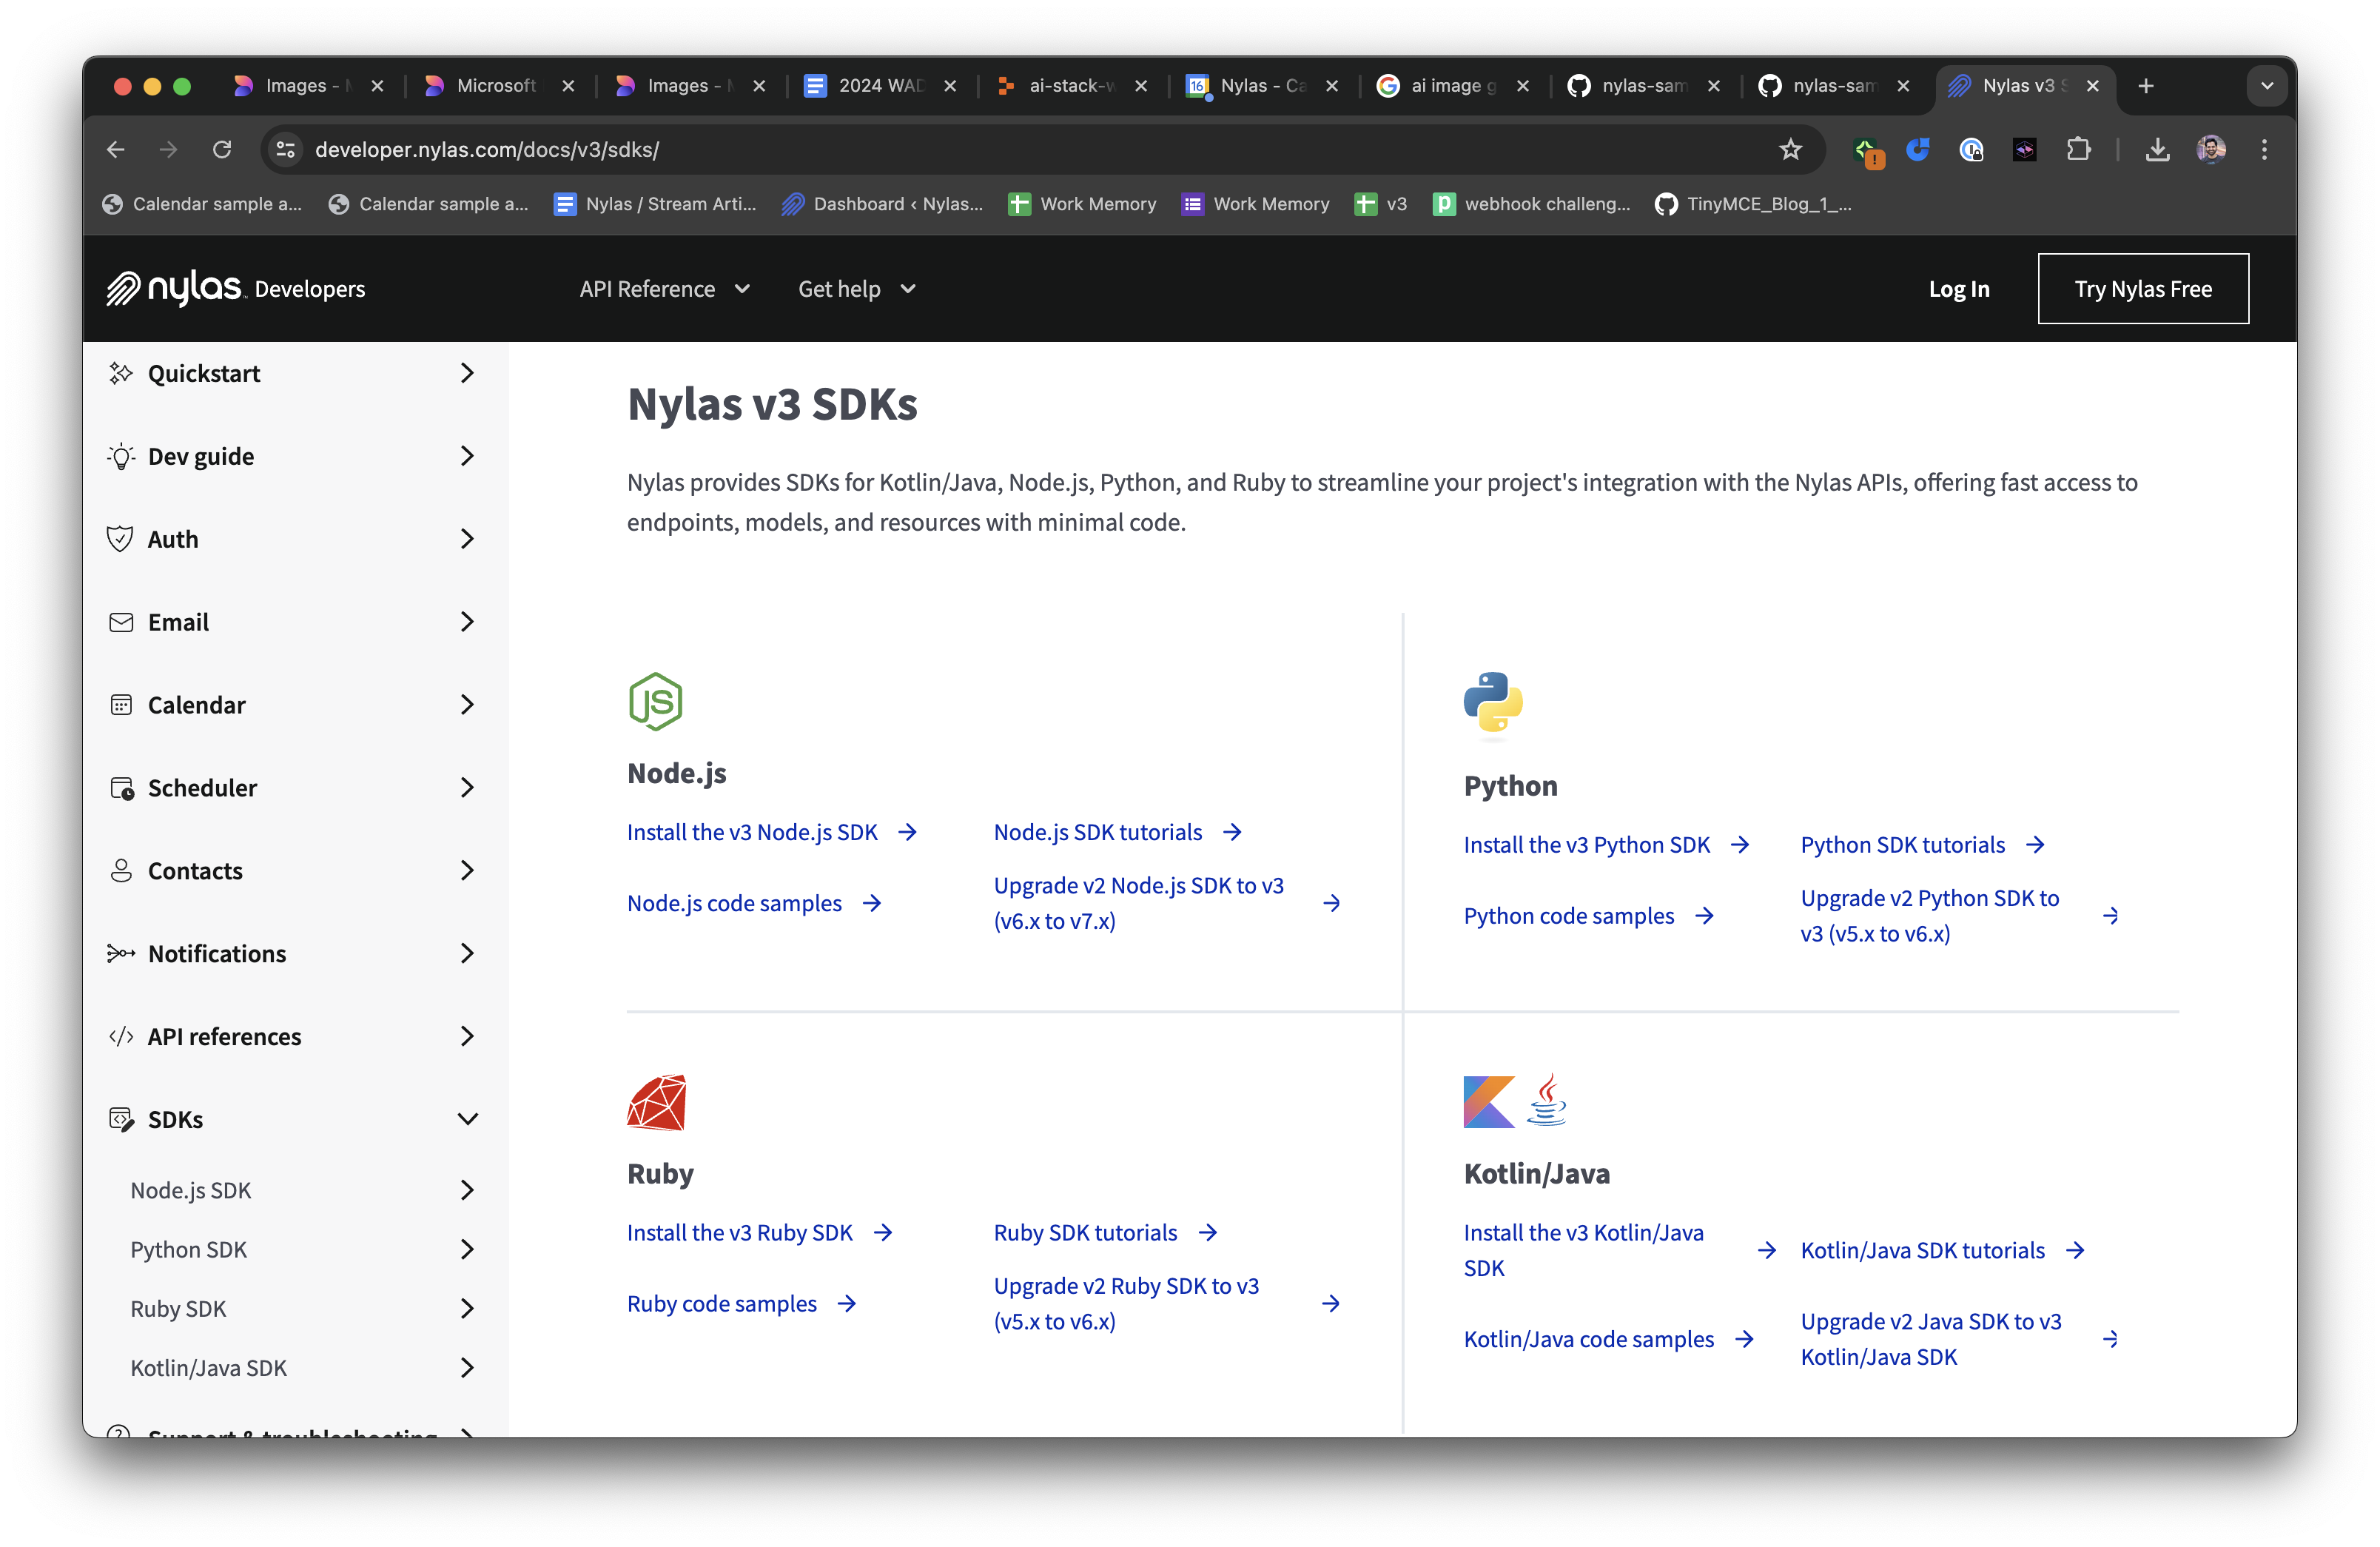 Images -
Microsoft
Images -
2024 WAD
ai-stack-w
16
Nylas - Ca
ai image g
nylas-sam
nylas-sam
Nylas v3 S
developer.nylas.com/docs/v3/sdks/
Calendar sample a...
Calendar sample a...
Nylas / Stream Arti...
Dashboard ‹ Nylas...
Work Memory
Work Memory
v3
webhook challeng...
TinyMCE_Blog_1_...
nylas Developers
API Reference
Get help
Log In
Try Nylas Free
Quickstart
Dev guide
Auth
Email
Calendar
Scheduler
Contacts
Notifications
API references
SDKs
Node.js SDK
Python SDK
Ruby SDK
Kotlin/Java SDK
Support & troubleshooting
Nylas v3 SDKs
Nylas provides SDKs for Kotlin/Java, Node.js, Python, and Ruby to streamline your project's integration with the Nylas APIs, offering fast access to
endpoints, models, and resources with minimal code.
JS
Node.js
Install the v3 Node.js SDK
Node.js SDK tutorials
Node.js code samples
Upgrade v2 Node.js SDK to v3
(v6.x to v7.x)
Python
Install the v3 Python SDK
Python SDK tutorials
Python code samples
Upgrade v2 Python SDK to
v3 (v5.x to v6.x)
Ruby
Install the v3 Ruby SDK
Ruby SDK tutorials
Ruby code samples
Upgrade v2 Ruby SDK to v3
(v5.x to v6.x)
Kotlin/Java
Install the v3 Kotlin/Java
SDK
Kotlin/Java SDK tutorials
Kotlin/Java code samples
Upgrade v2 Java SDK to v3
Kotlin/Java SDK